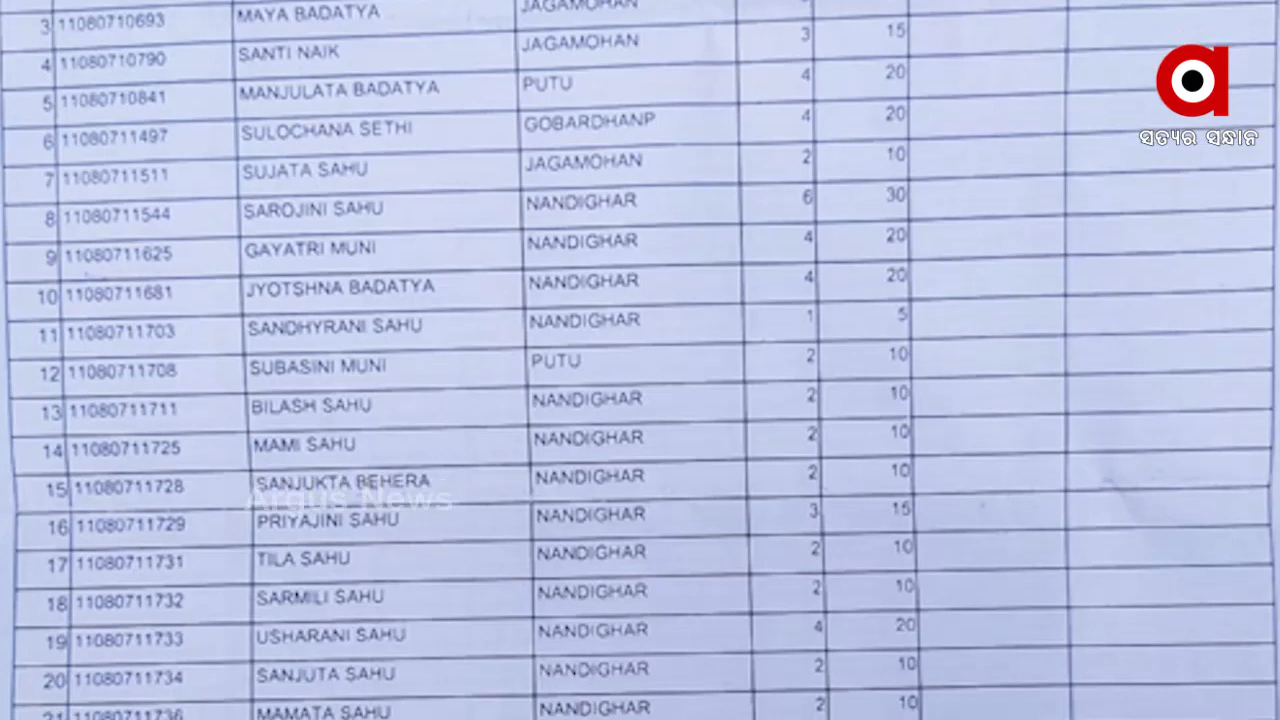 3 11080710693 MAYA BADATYA JAGAMOHAN
4 11080710790 SANTI NAIK JAGAMOHAN 3 15
5 11080710841 MANJULATA BADATYA PUTU 4 20
6 11080711497 SULOCHANA SETHI GOBARDHANP 4 20
ସତ୍ୟର ସନ୍ଧାନ
7 11080711511 SUJATA SAHU JAGAMOHAN 2 10
8 11080711544 SAROJINI SAHU NANDIGHAR 6 30
9 11080711625 GAYATRI MUNI NANDIGHAR 4 20
10 11080711681 JYOTSHNA BADATYA NANDIGHAR 4 20
11 11080711703 SANDHYRANI SAHU NANDIGHAR 1 5
12 11080711708 SUBASINI MUNI PUTU 2 10
13 11080711711 BILASH SAHU NANDIGHAR 2 10
14 11080711725 MAMI SAHU NANDIGHAR 2 10
15 11080711728 SANJUKTA BEHERA NANDIGHAR 2 10
Argus News
16 11080711729 PRIYAJINI SAHU NANDIGHAR 3 15
17 11080711731 TILA SAHU NANDIGHAR 2 10
18 11080711732 SARMILI SAHU NANDIGHAR 2 10
19 11080711733 USHARANI SAHU NANDIGHAR 4 20
20 11080711734 SANJUTA SAHU NANDIGHAR 2 10
21 11080711736 MAMATA SAHU NANDIGHAR 2 10